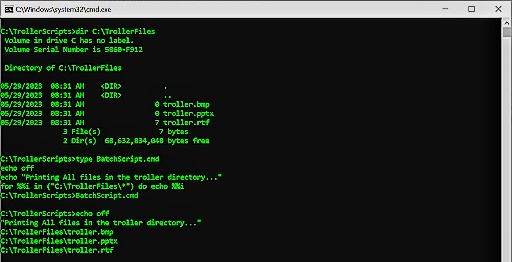 C:\Windows\system32\cmd.exe
C:\TrollerScripts>dir C:\TrollerFiles
Volume in drive C has no label.
Volume Serial Number is 5860-F912
Directory of C:\TrollerFiles
05/29/2023 08:31 AM <DIR> .
05/29/2023 08:31 AM <DIR> ..
05/29/2023 08:31 AM 0 troller.bmp
05/29/2023 08:31 AM 0 troller.pptx
05/29/2023 08:31 AM 7 troller.rtf
3 File(s) 7 bytes
2 Dir(s) 68,632,834,048 bytes free
C:\TrollerScripts>type BatchScript.cmd
echo off
echo "Printing All files in the troller directory..."
for %%i in ("C:\TrollerFiles\*") do echo %%i
C:\TrollerScripts>BatchScript.cmd
C:\TrollerScripts>echo off
"Printing All files in the troller directory..."
C:\TrollerFiles\troller.bmp
C:\TrollerFiles\troller.pptx
C:\TrollerFiles\troller.rtf